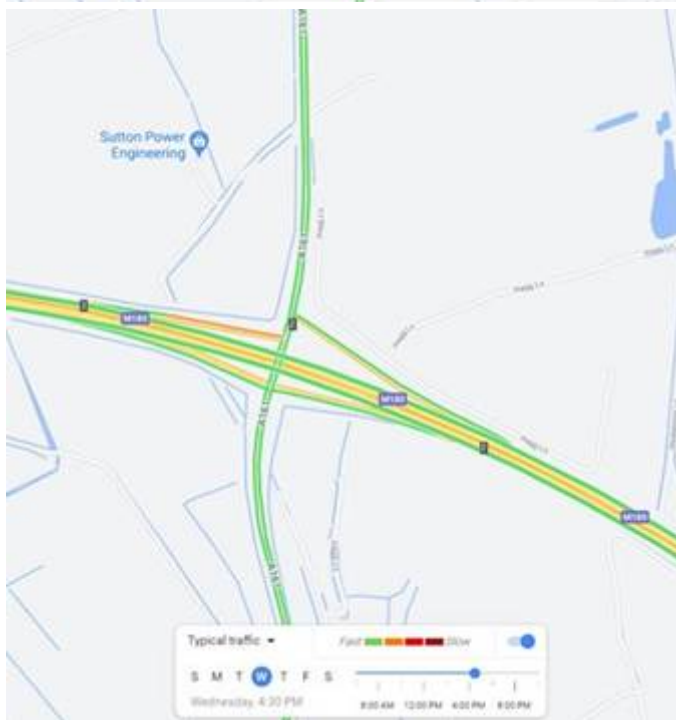 A161
Sutton Power
Engineering
A161
M180
M180
A161
M180
A161
Typical traffic
Fast
Slow
S M T W T F S
Wednesday, 4:30 PM
8:00 AM 12:00 PM 4:00 PM 8:00 PM